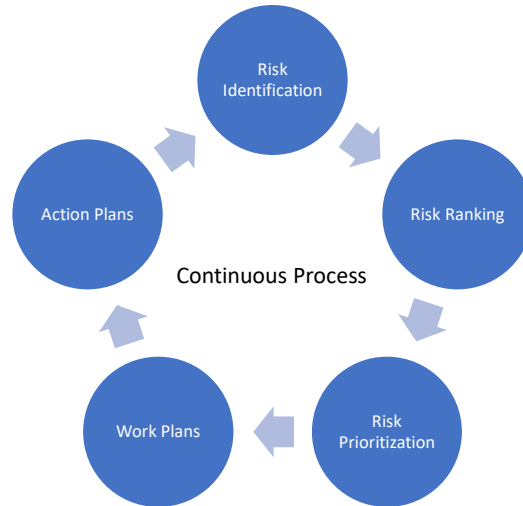 Risk
Identification
Risk Ranking
Risk
Prioritization
Work Plans
Action Plans
Continuous Process